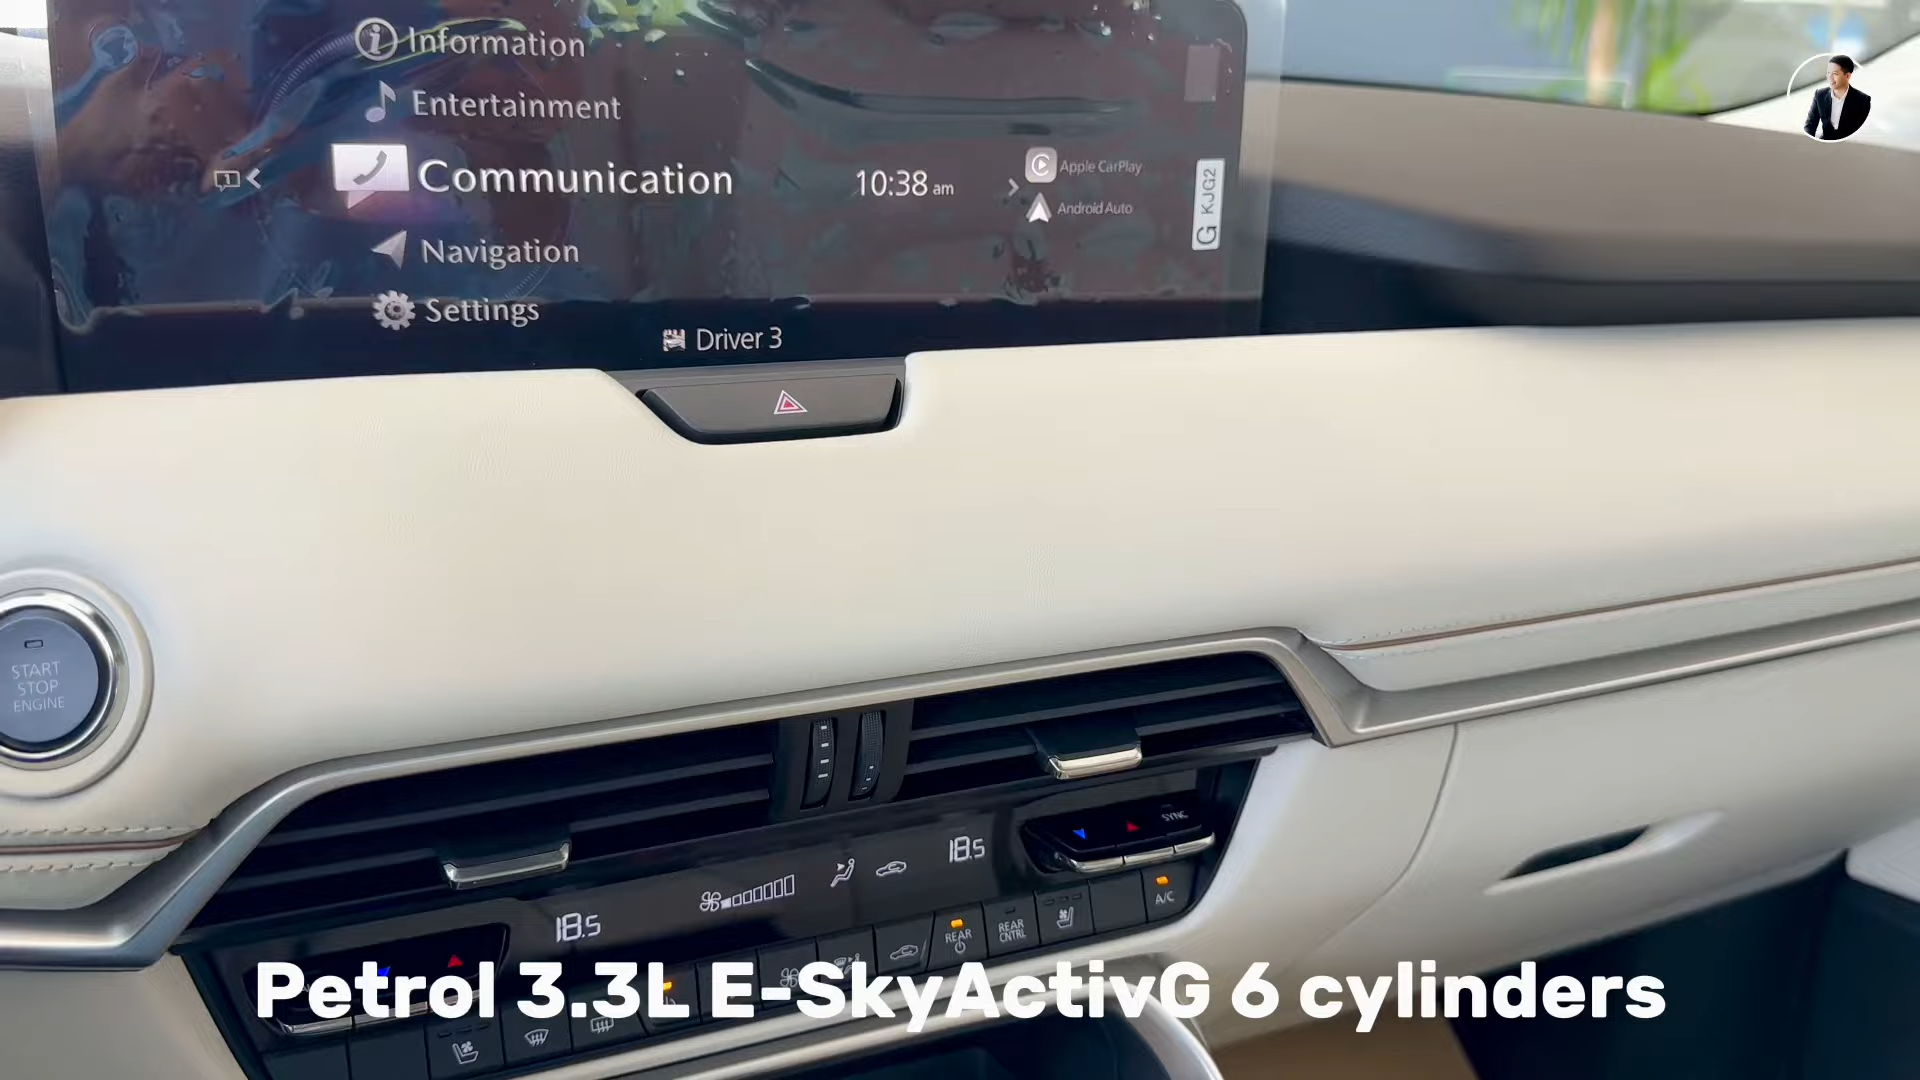 Information
Entertainment
Communication
10:38 am
Apple CarPlay
Android Auto
G KJG2
Navigation
Settings
Driver 3
START
STOP
ENGINE
SYNC
18.5
18.5
A/C
REAR
REAR
CNTRL
Petrol 3.3L E-SkyActivG 6 cylinders